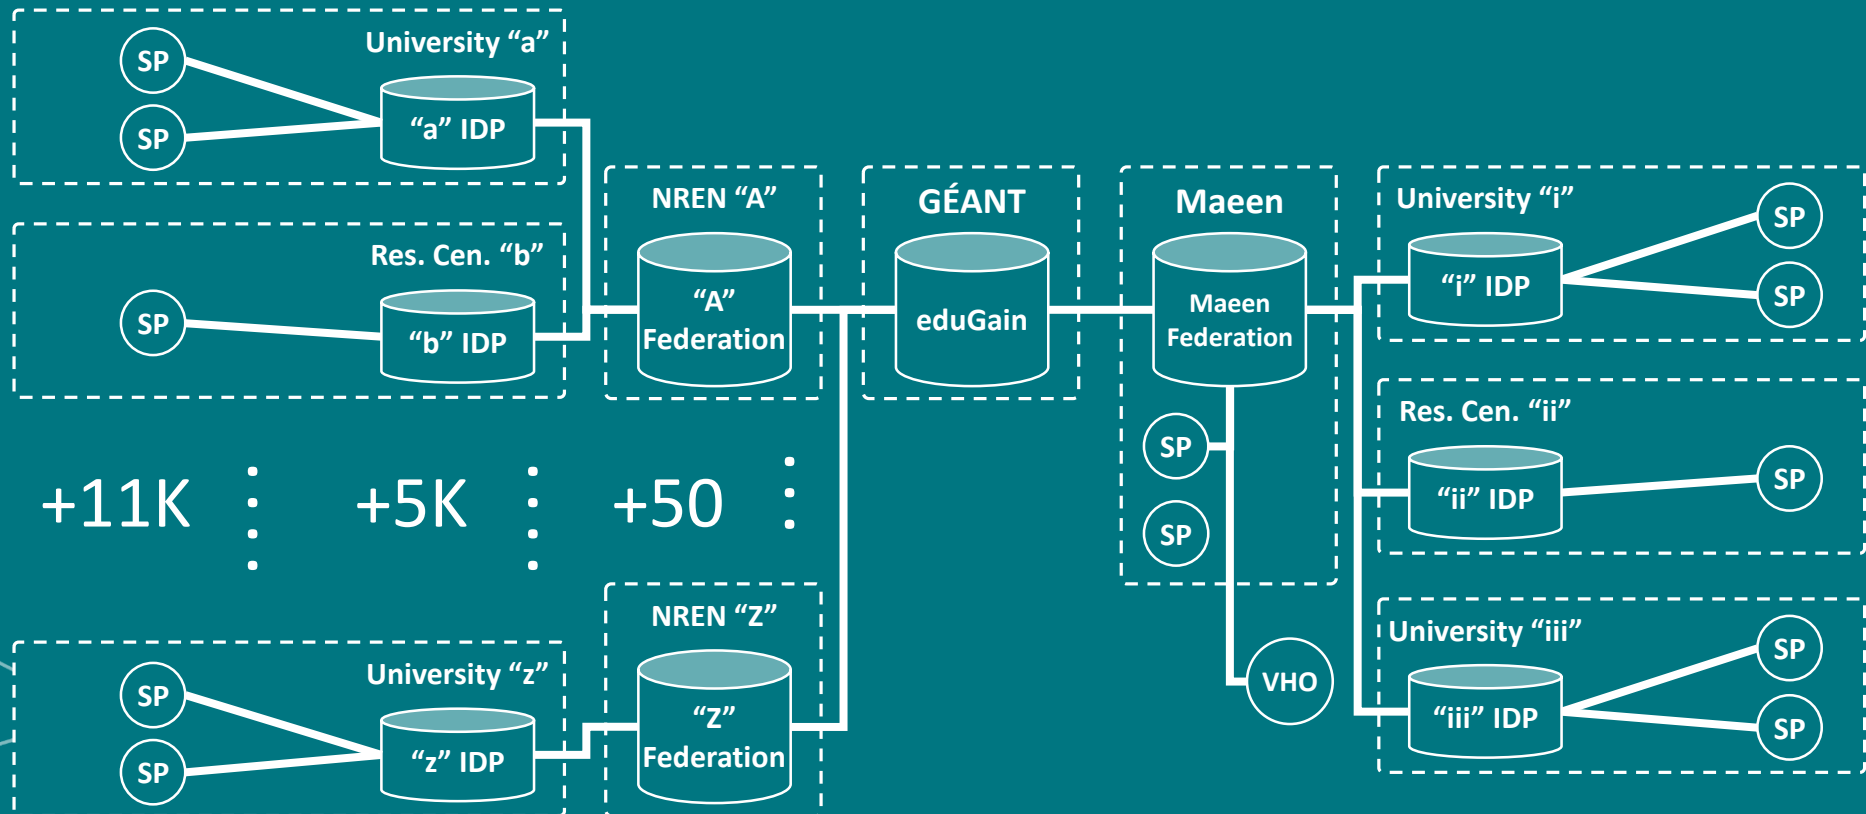 University “a”
SP
SP
“a” IDP
Res. Cen. “b”
SP
“b” IDP
NREN “A”
“A”
Federation
GÉANT
eduGain
Maeen
Maeen
Federation
SP
SP
VHO
University “i”
“i” IDP
SP
SP
Res. Cen. “ii”
“ii” IDP
SP
University “iii”
“iii” IDP
SP
SP
+11K
+5K
+50
NREN “Z”
“Z”
Federation
University “z”
SP
SP
“z” IDP